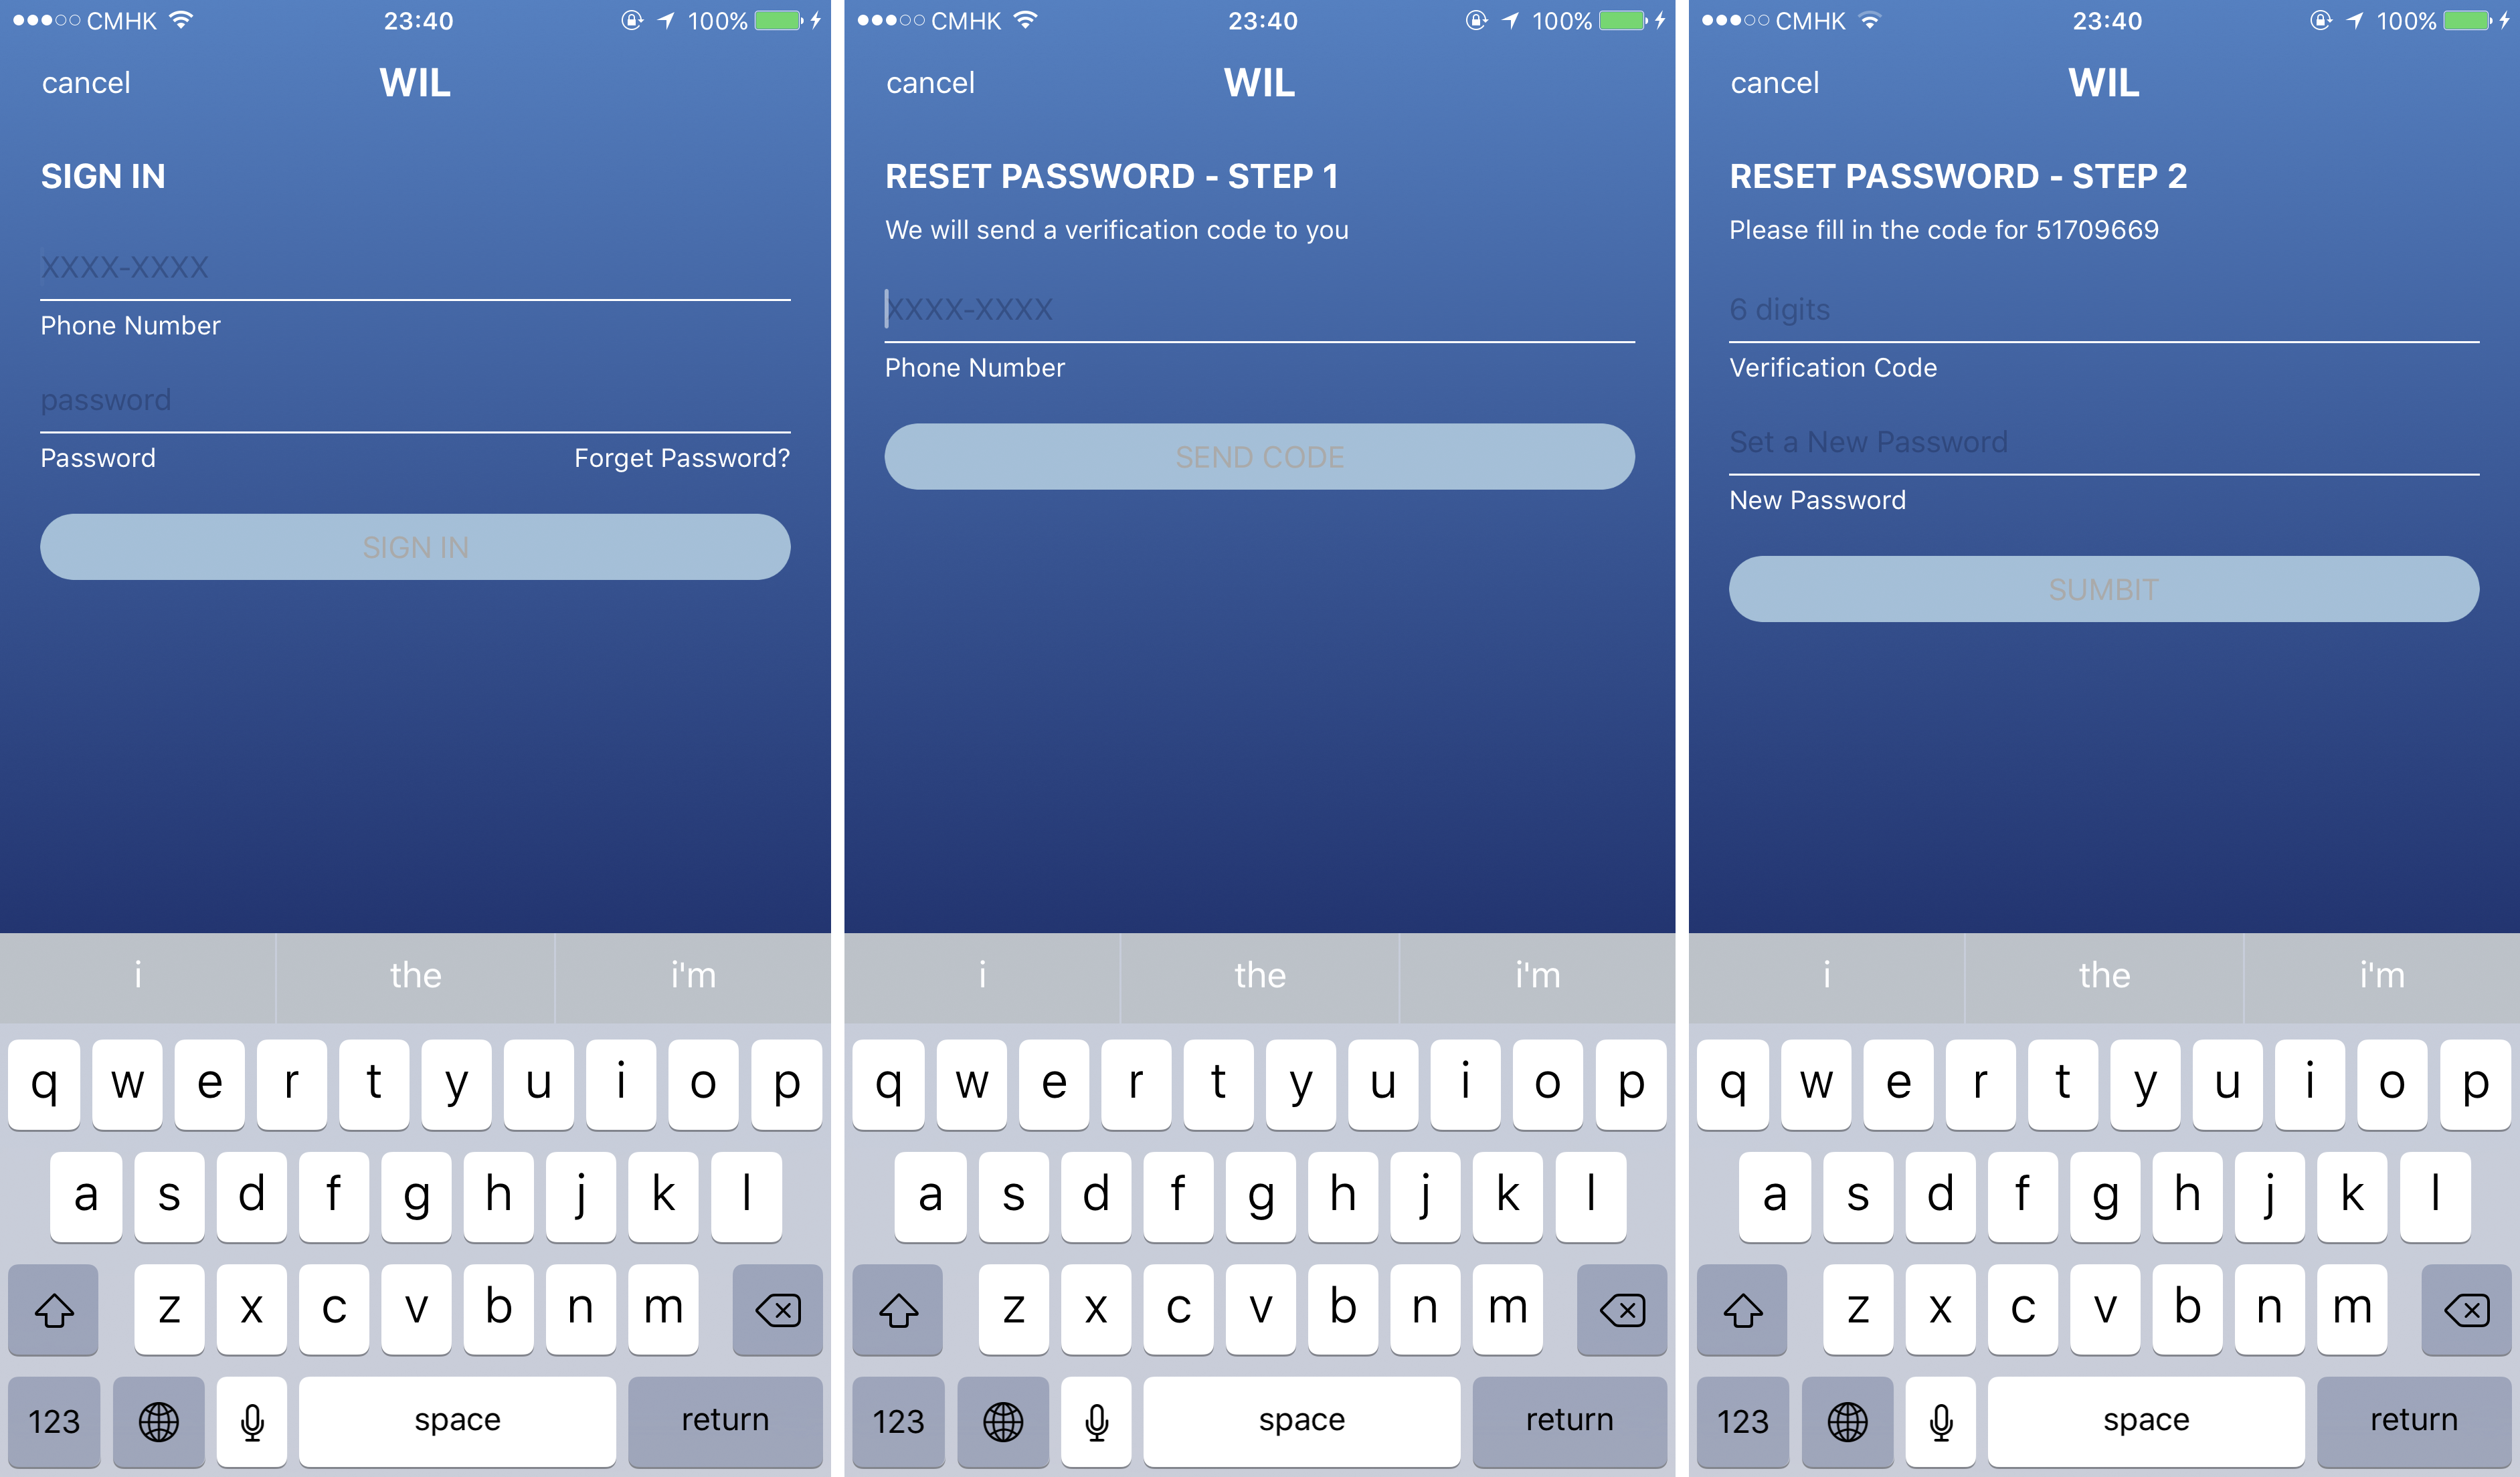 CMHK 23:40 100%
cancel WIL
SIGN IN
XXXX-XXXX
Phone Number
password
Password Forget Password?
SIGN IN
i the i'm
q w e r t y u i o p
a s d f g h j k l
z x c v b n m
123 space return
CMHK 23:40 100%
cancel WIL
RESET PASSWORD - STEP 1
We will send a verification code to you
XXXX-XXXX
Phone Number
SEND CODE
i the i'm
q w e r t y u i o p
a s d f g h j k l
z x c v b n m
123 space return
CMHK 23:40 100%
cancel WIL
RESET PASSWORD - STEP 2
Please fill in the code for 51709669
6 digits
Verification Code
Set a New Password
New Password
SUMBIT
i the i'm
q w e r t y u i o p
a s d f g h j k l
z x c v b n m
123 space return